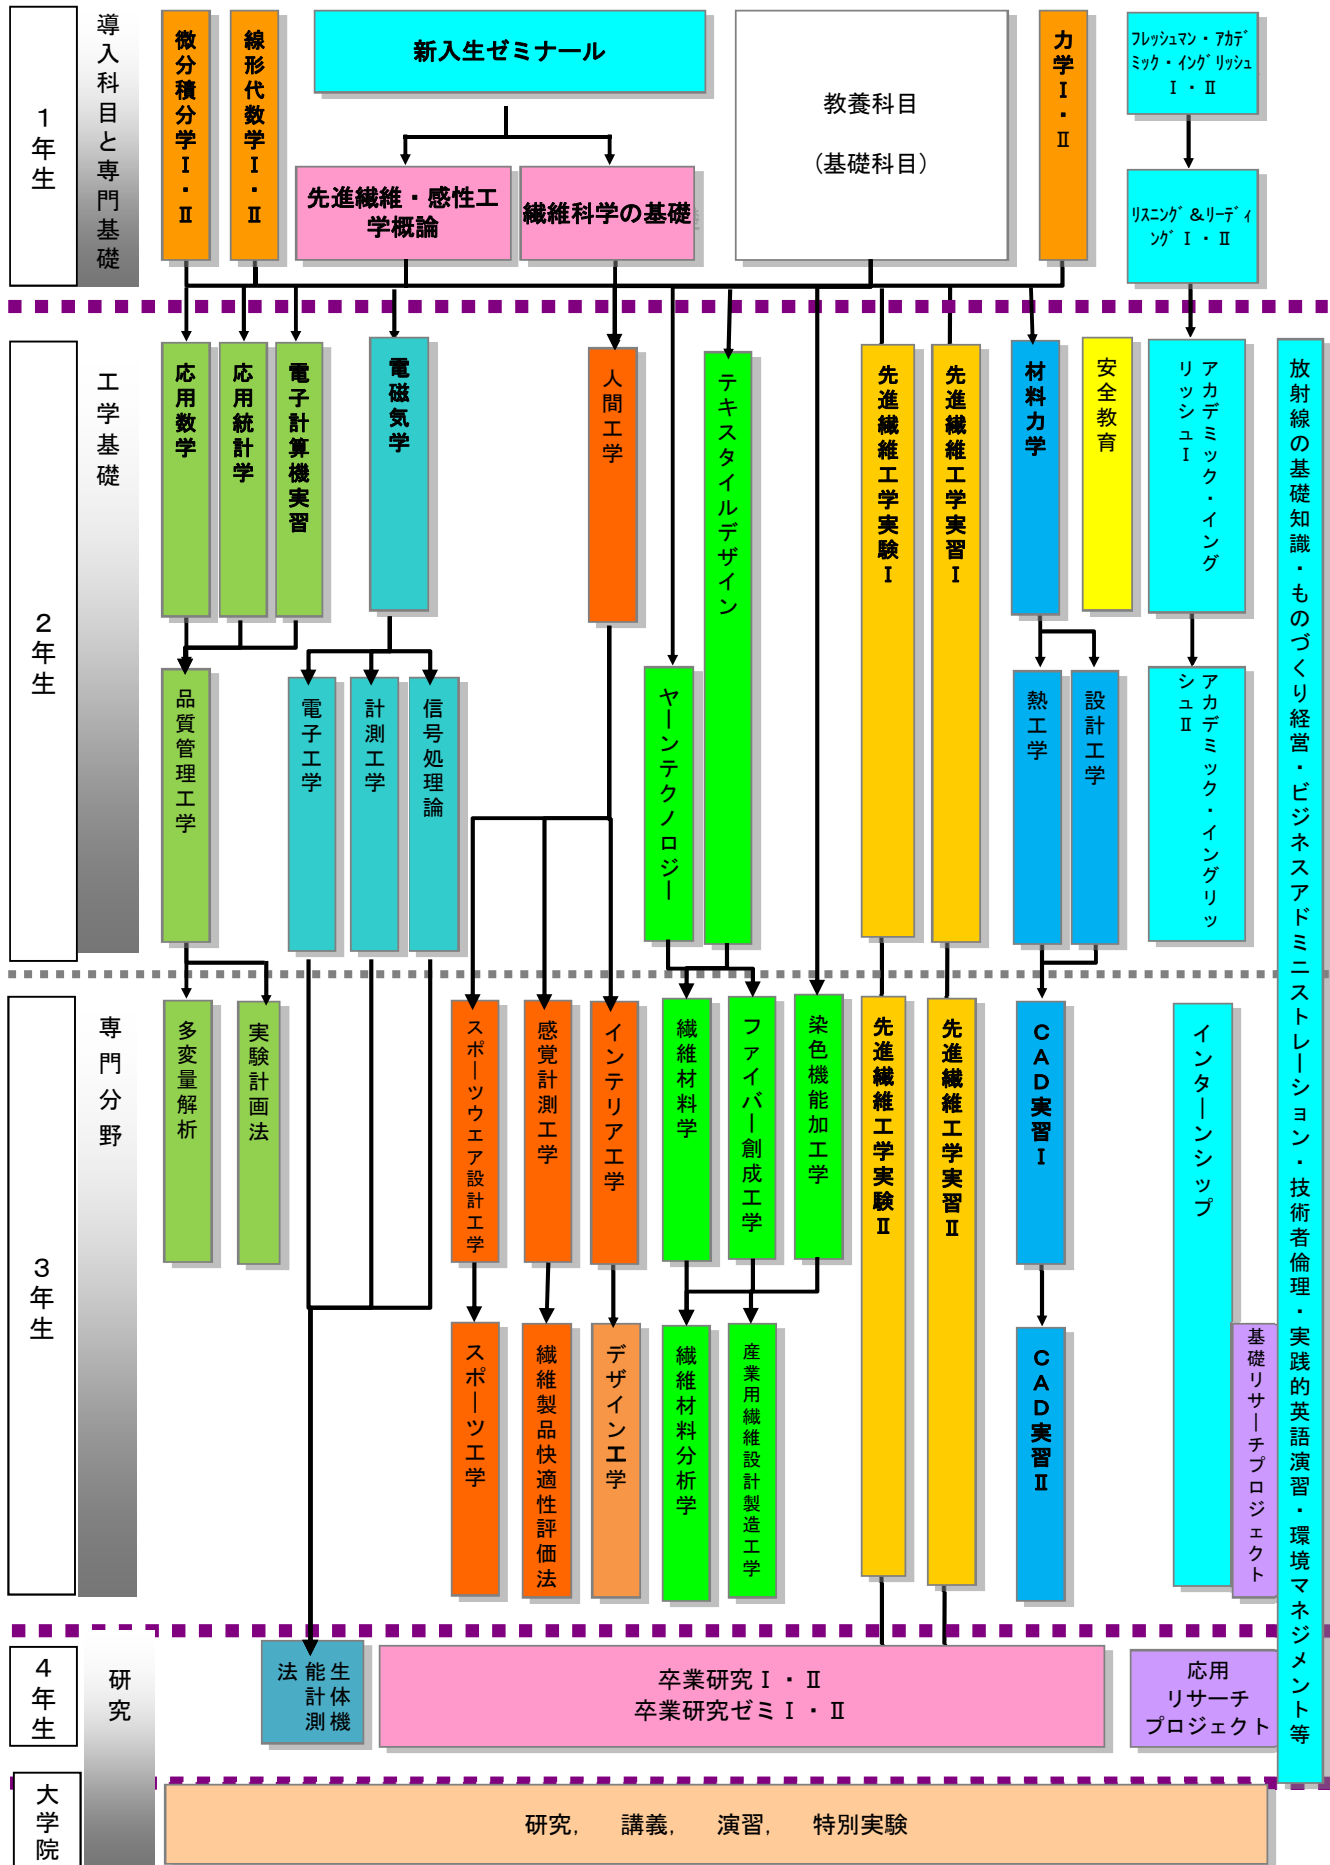 1年生
導入科目と専門基礎
微分積分学Ⅰ・Ⅱ
線形代数学Ⅰ・Ⅱ
新入生ゼミナール
先進繊維・感性工
学概論
繊維科学の基礎
教養科目
(基礎科目)
力学Ⅰ・Ⅱ
フレッシュマン・アカデ
ミック・イングリッシュ
Ⅰ・Ⅱ
リスニング&リーディ
ングⅠ・Ⅱ
2年生
工学基礎
応用数学
応用統計学
電子計算機実習
電磁気学
人間工学
テキスタイルデザイン
先進繊維工学実験Ⅰ
先進繊維工学実習Ⅰ
材料力学
安全教育
アカデミック・イング
リッシュⅠ
放射線の基礎知識・ものづくり経営・ビジネスアドミニストレーション・技術者倫理・実践的英語演習・環境マネジメント等
品質管理工学
電子工学
計測工学
信号処理論
ヤーンテクノロジー
熱工学
設計工学
アカデミック・イングリッ
シュⅡ
3年生
専門分野
多変量解析
実験計画法
スポーツウエア設計工学
感覚計測工学
インテリア工学
繊維材料学
ファイバー創成工学
染色機能加工学
先進繊維工学実験Ⅱ
先進繊維工学実習Ⅱ
CAD実習Ⅰ
インターンシップ
スポーツ工学
繊維製品快適性評価法
デザイン工学
繊維材料分析学
産業用繊維設計製造工学
CAD実習Ⅱ
基礎リサーチプロジェクト
4年生
研究
生体機
能計測
法
卒業研究Ⅰ・Ⅱ
卒業研究ゼミⅠ・Ⅱ
応用
リサーチ
プロジェクト
大学院
研究, 講義, 演習, 特別実験